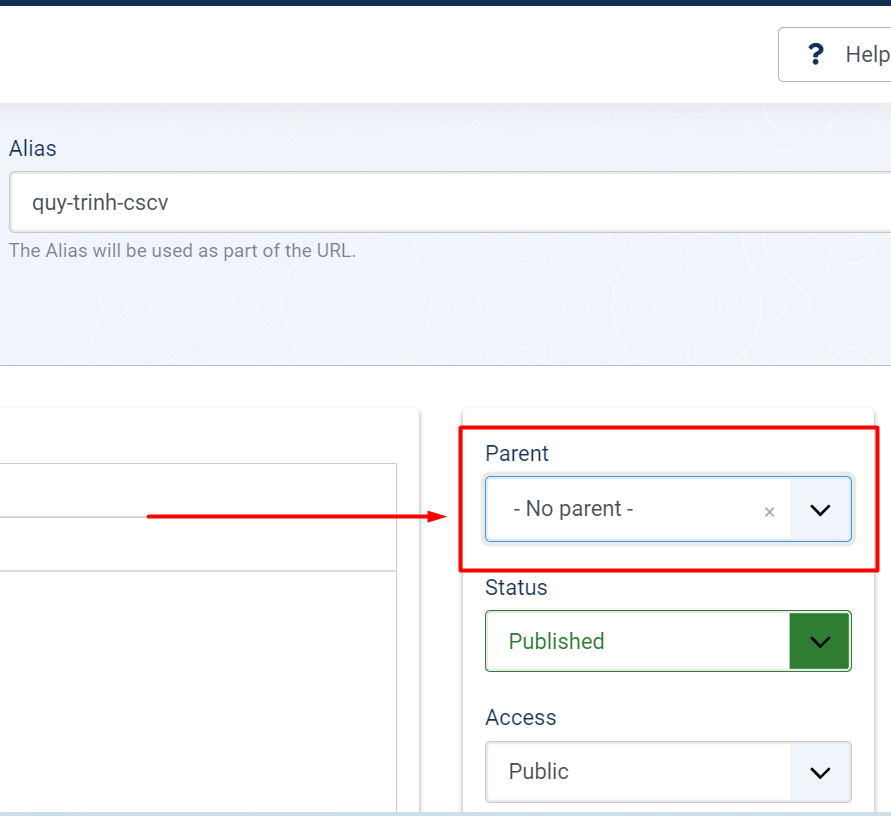 ? Help
Alias
quy-trinh-cscv
The Alias will be used as part of the URL.
Parent
- No parent - ×
Status
Published
Access
Public